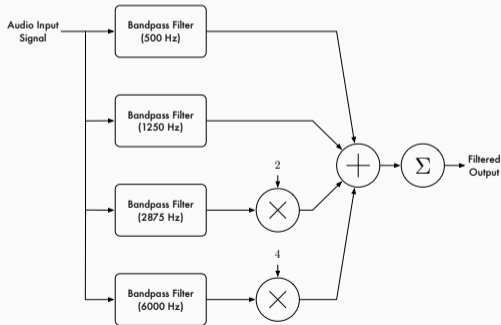 Audio Input
Signal
Bandpass Filter
(500 Hz)
Bandpass Filter
(1250 Hz)
2
Bandpass Filter
(2875 Hz)
×
+
Σ
Filtered
Output
4
Bandpass Filter
(6000 Hz)
×